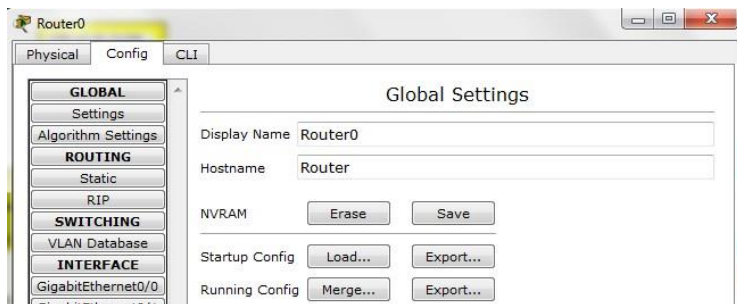 Router0
Physical Config CLI
GLOBAL
Settings
Algorithm Settings
ROUTING
Static
RIP
SWITCHING
VLAN Database
INTERFACE
GigabitEthernet0/0
Global Settings
Display Name Router0
Hostname Router
NVRAM Erase Save
Startup Config Load... Export...
Running Config Merge... Export...